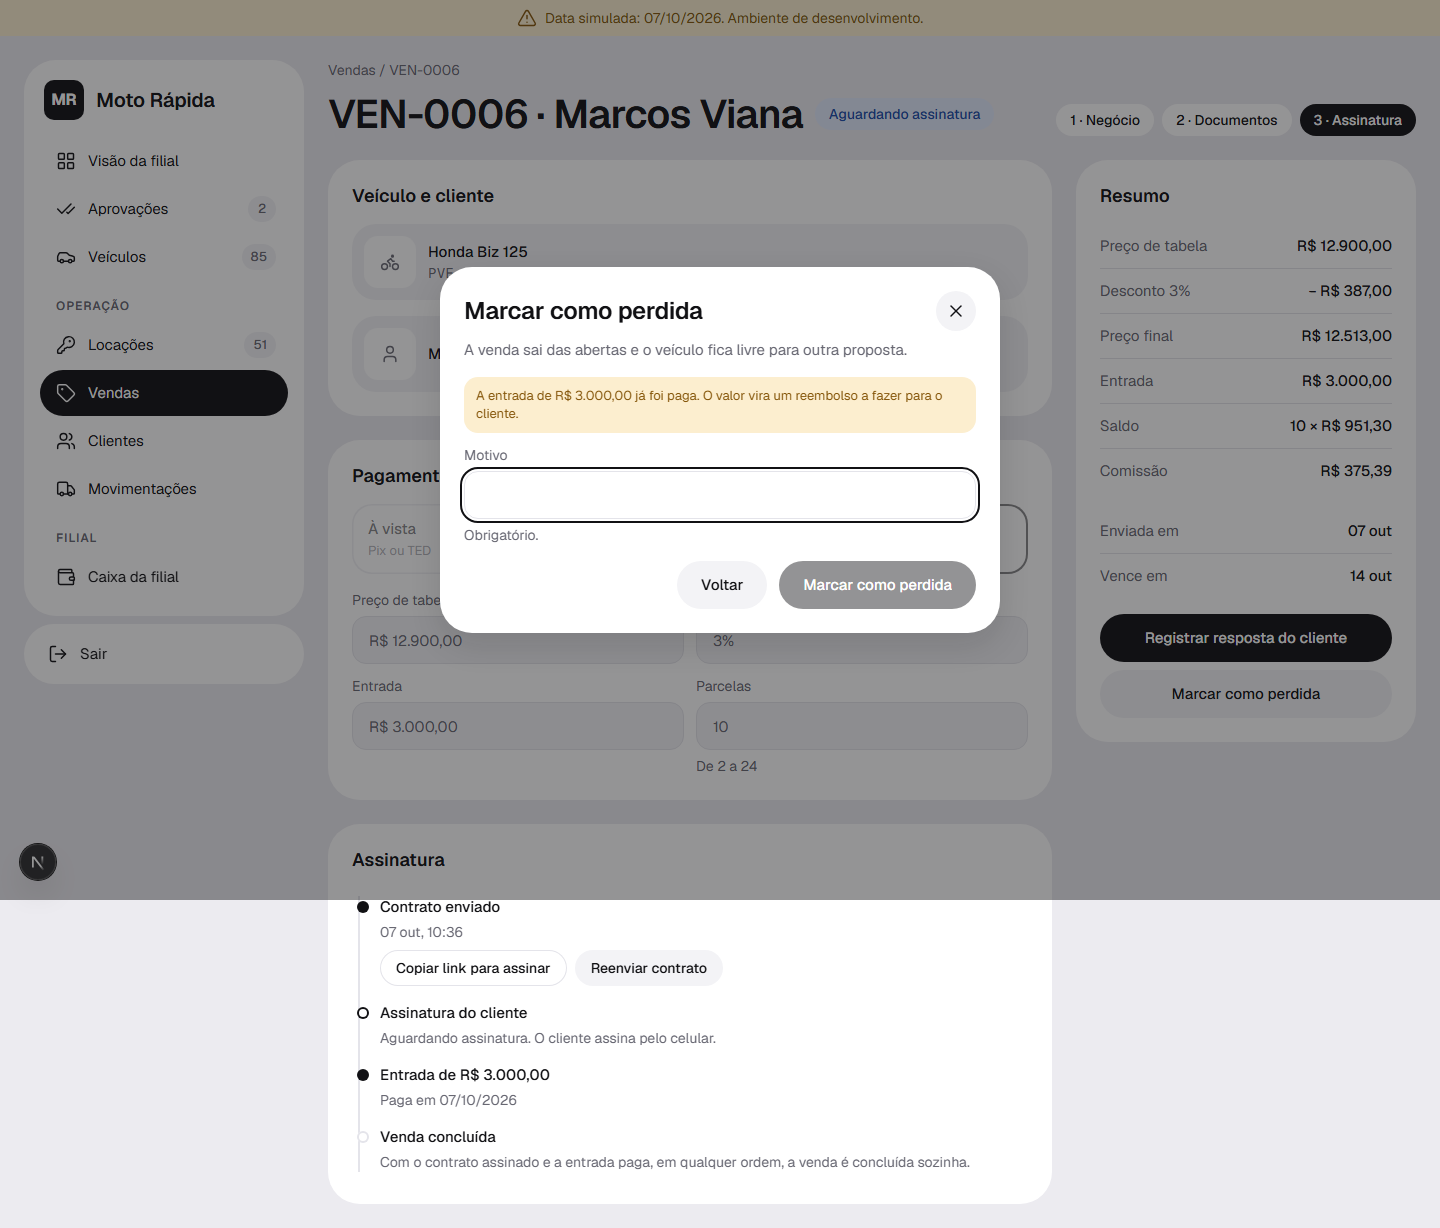 Data simulada: 07/10/2026. Ambiente de desenvolvimento.
MR Moto Rápida
Visão da filial
Aprovações 2
Veículos 85
OPERAÇÃO
Locações 51
Vendas
Clientes
Movimentações
FILIAL
Caixa da filial
Sair
Vendas / VEN-0006
VEN-0006 · Marcos Viana Aguardando assinatura
1 · Negócio 2 · Documentos 3 · Assinatura
Veículo e cliente
Honda Biz 125
PVF
M
Marcar como perdida
A venda sai das abertas e o veículo fica livre para outra proposta.
A entrada de R$ 3.000,00 já foi paga. O valor vira um reembolso a fazer para o
cliente.
Motivo
Obrigatório.
Voltar Marcar como perdida
Pagament
À vista
Pix ou TED
Preço de tabe
R$ 12.900,00 3%
Entrada Parcelas
R$ 3.000,00 10
De 2 a 24
Assinatura
Contrato enviado
07 out, 10:36
Copiar link para assinar Reenviar contrato
Assinatura do cliente
Aguardando assinatura. O cliente assina pelo celular.
Entrada de R$ 3.000,00
Paga em 07/10/2026
Venda concluída
Com o contrato assinado e a entrada paga, em qualquer ordem, a venda é concluída sozinha.
Resumo
Preço de tabela R$ 12.900,00
Desconto 3% – R$ 387,00
Preço final R$ 12.513,00
Entrada R$ 3.000,00
Saldo 10 × R$ 951,30
Comissão R$ 375,39
Enviada em 07 out
Vence em 14 out
Registrar resposta do cliente
Marcar como perdida
N